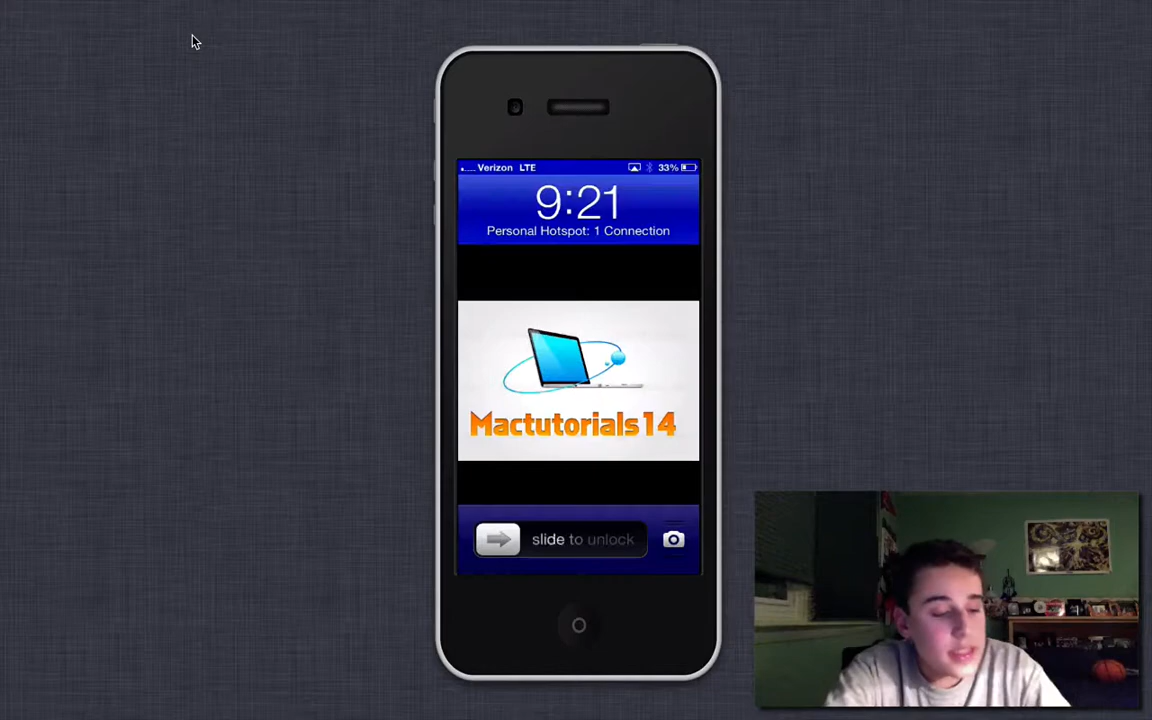 Verizon LTE 33%
9:21
Personal Hotspot: 1 Connection
Mactutorials14
slide to unlock